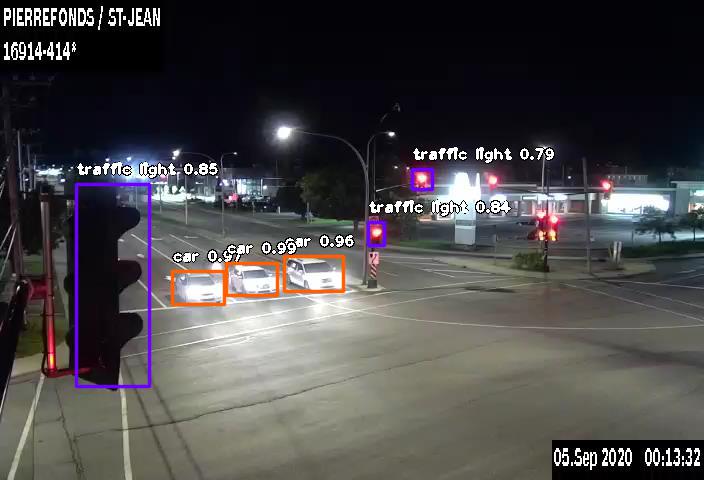 PIERREFONDS / ST-JEAN
16914-414*
traffic light 0.79
traffic light 0.85
traffic light 0.84
car 0.97
car 0.99
car 0.96
05.Sep 2020 00:13:32